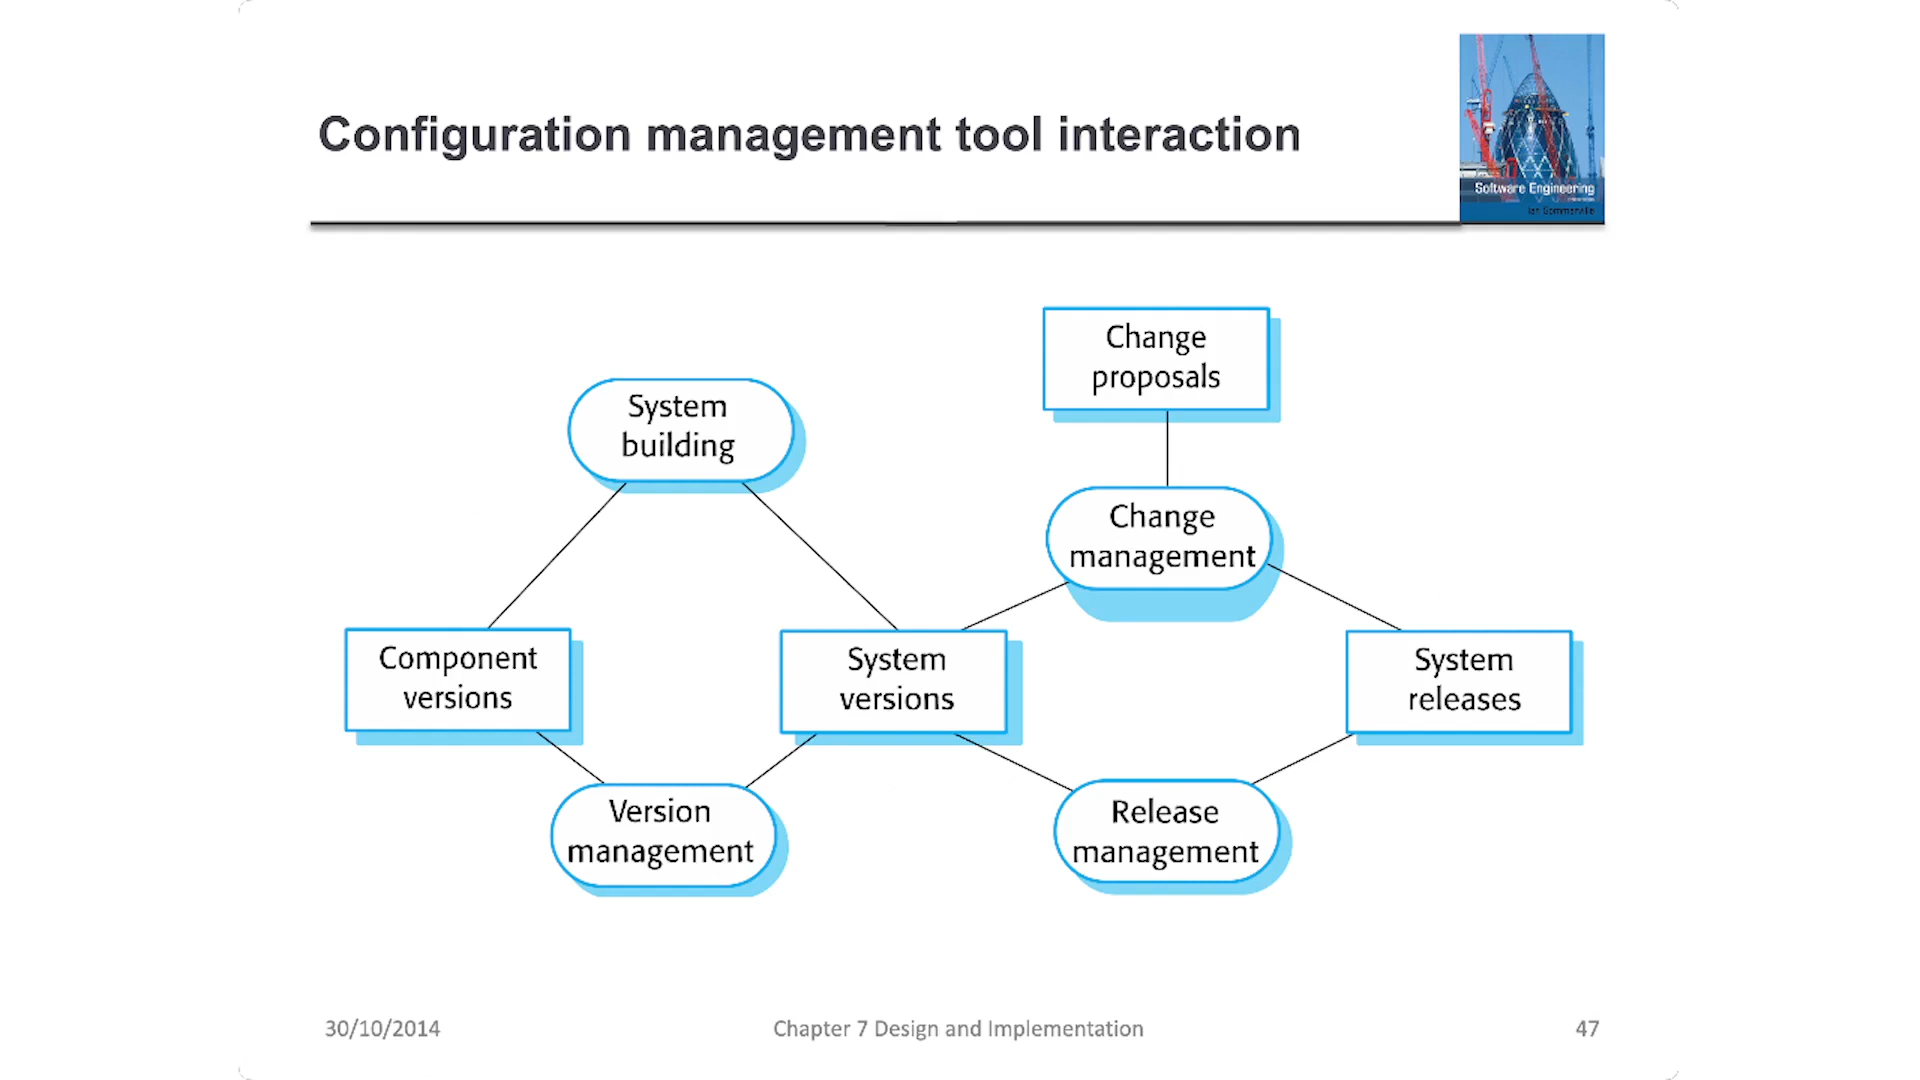 Configuration management tool interaction
Software Engineering
Ian Sommerville
Change
proposals
System
building
Change
management
Component
versions
System
versions
System
releases
Version
management
Release
management
30/10/2014
Chapter 7 Design and Implementation
47